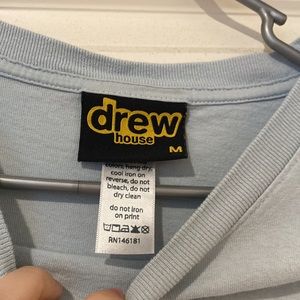 drew
house
M
colors, hang dry,
cool iron on
reverse, do not
bleach, do not
dry clean
do not iron
on print
RN146181